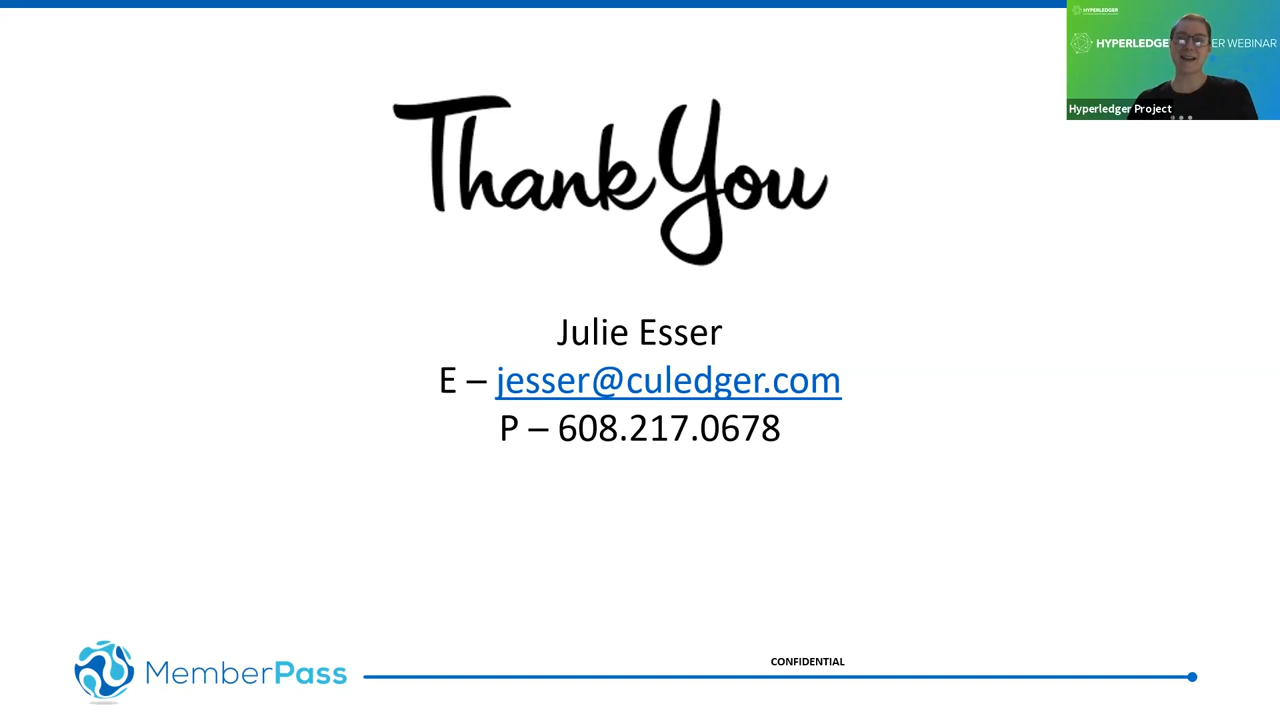 HYPERLEDGER
HYPERLEDGE ER WEBINAR
Hyperledger Project
Thank You
Julie Esser
E – jesser@culedger.com
P – 608.217.0678
CONFIDENTIAL
MemberPass